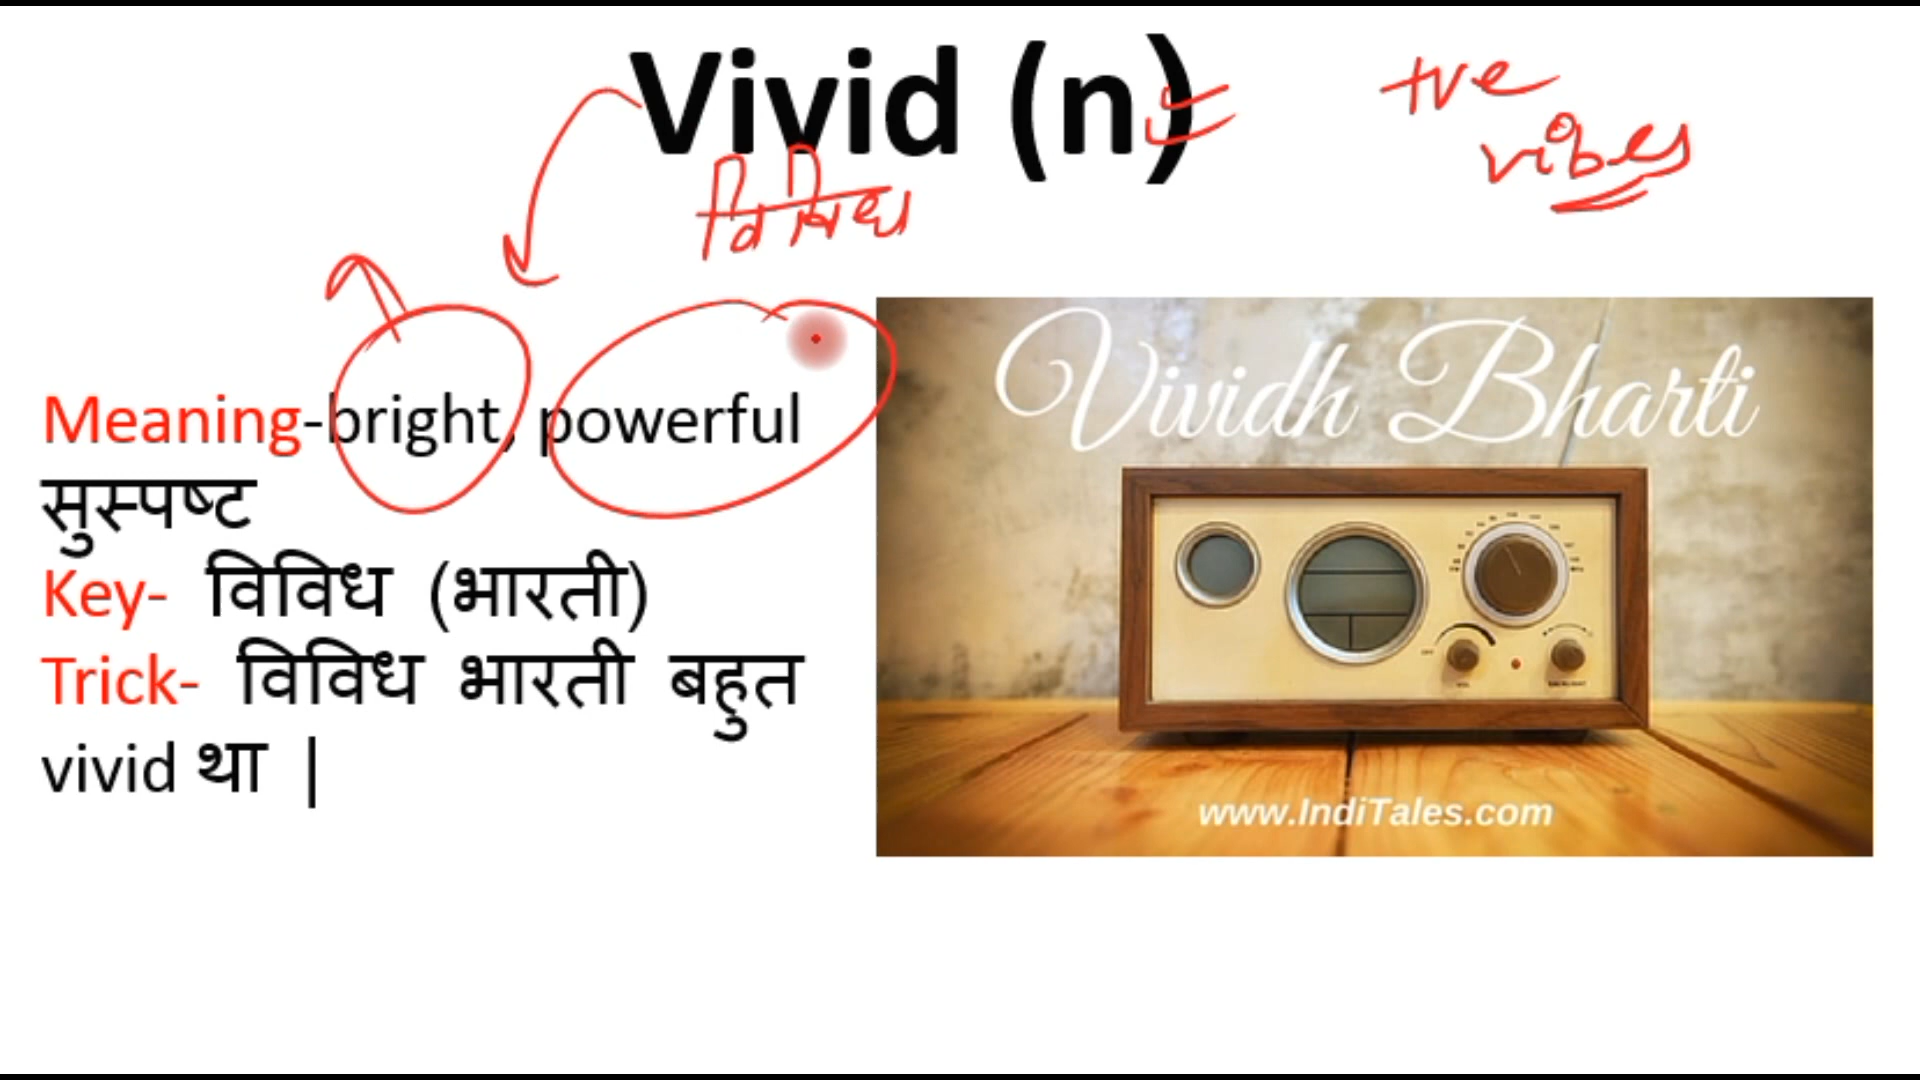 Vivid (n)
+ve
vibes
विविध
Meaning-bright, powerful
सुस्पष्ट
Key- विविध (भारती)
Trick- विविध भारती बहुत
vivid था |
Vividh Bharti
www.IndiTales.com